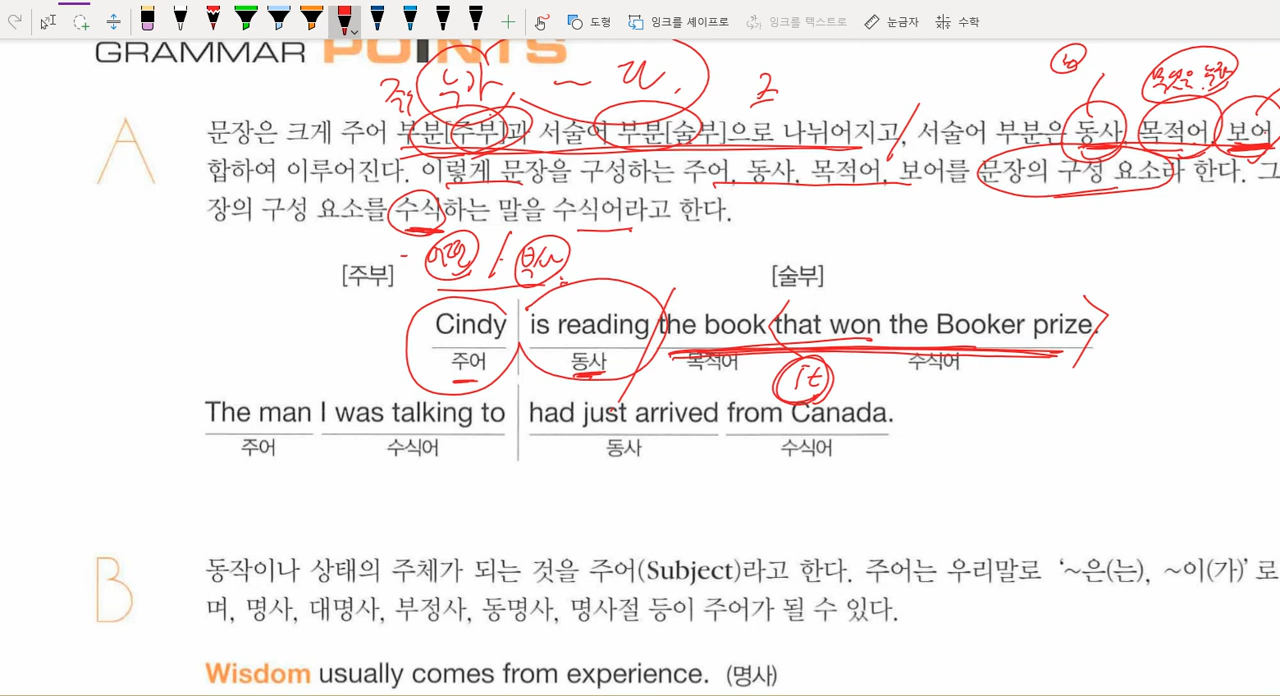 도형 잉크를 셰이프로 잉크를 텍스트로 눈금자 수학
GRAMMAR POINTS
누가 ~ 다.
A
문장은 크게 주어 부분[주부]과 서술어 부분[술부]으로 나뉘어지고, 서술어 부분은 동사, 목적어, 보어
합하여 이루어진다. 이렇게 문장을 구성하는 주어, 동사, 목적어, 보어를 문장의 구성 요소라 한다. 그
장의 구성 요소를 수식하는 말을 수식어라고 한다.
부사
[주부] [술부]
Cindy is reading the book that won the Booker prize.
주어 동사 목적어 수식어
it
The man I was talking to had just arrived from Canada.
주어 수식어 동사 수식어
B
동작이나 상태의 주체가 되는 것을 주어(Subject)라고 한다. 주어는 우리말로 ‘~은(는), ~이(가)’로
며, 명사, 대명사, 부정사, 동명사, 명사절 등이 주어가 될 수 있다.
Wisdom usually comes from experience. (명사)